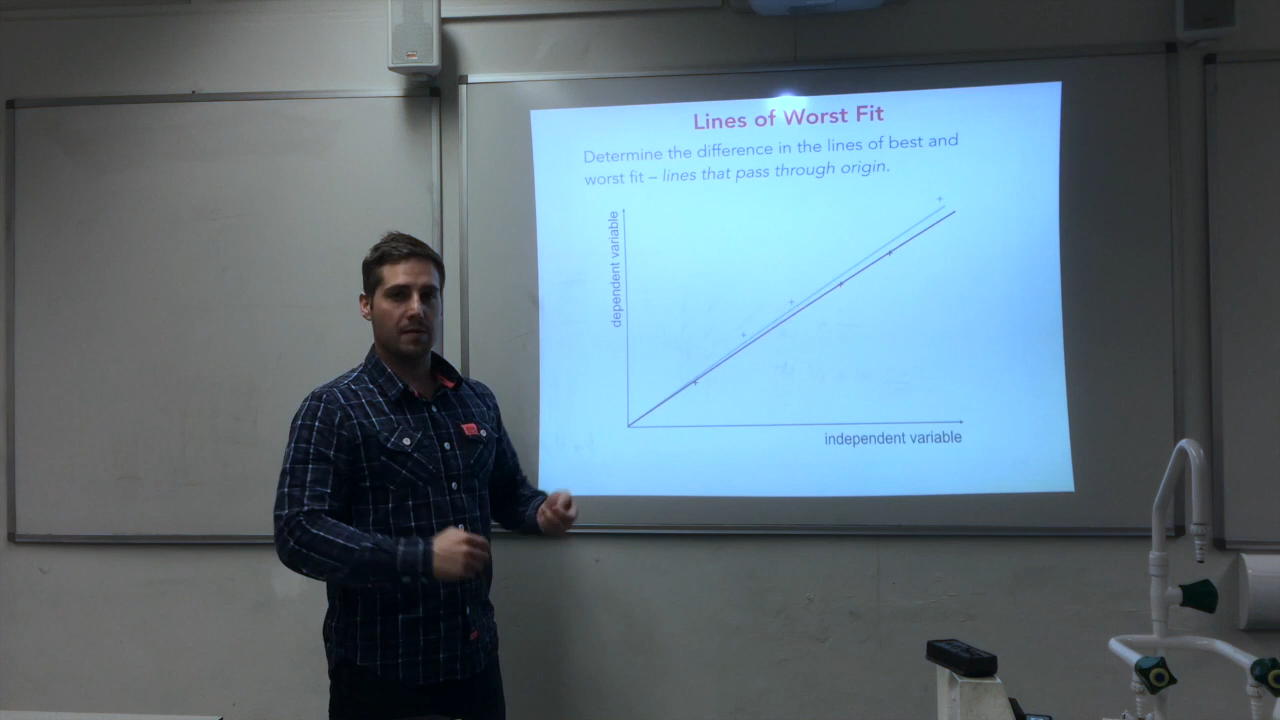 Lines of Worst Fit
Determine the difference in the lines of best and
worst fit – lines that pass through origin.
dependent variable
independent variable